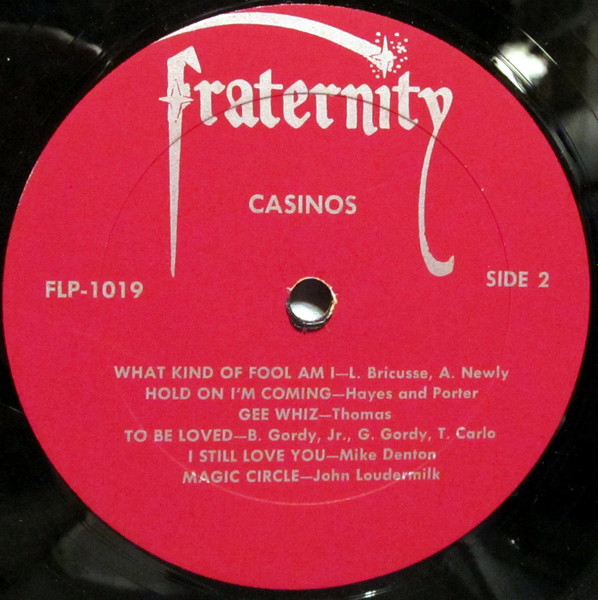 Fraternity
CASINOS
FLP-1019
SIDE 2
WHAT KIND OF FOOL AM I—L. Bricusse, A. Newly
HOLD ON I'M COMING—Hayes and Porter
GEE WHIZ—Thomas
TO BE LOVED—B. Gordy, Jr., G. Gordy, T. Carlo
I STILL LOVE YOU—Mike Denton
MAGIC CIRCLE—John Loudermilk